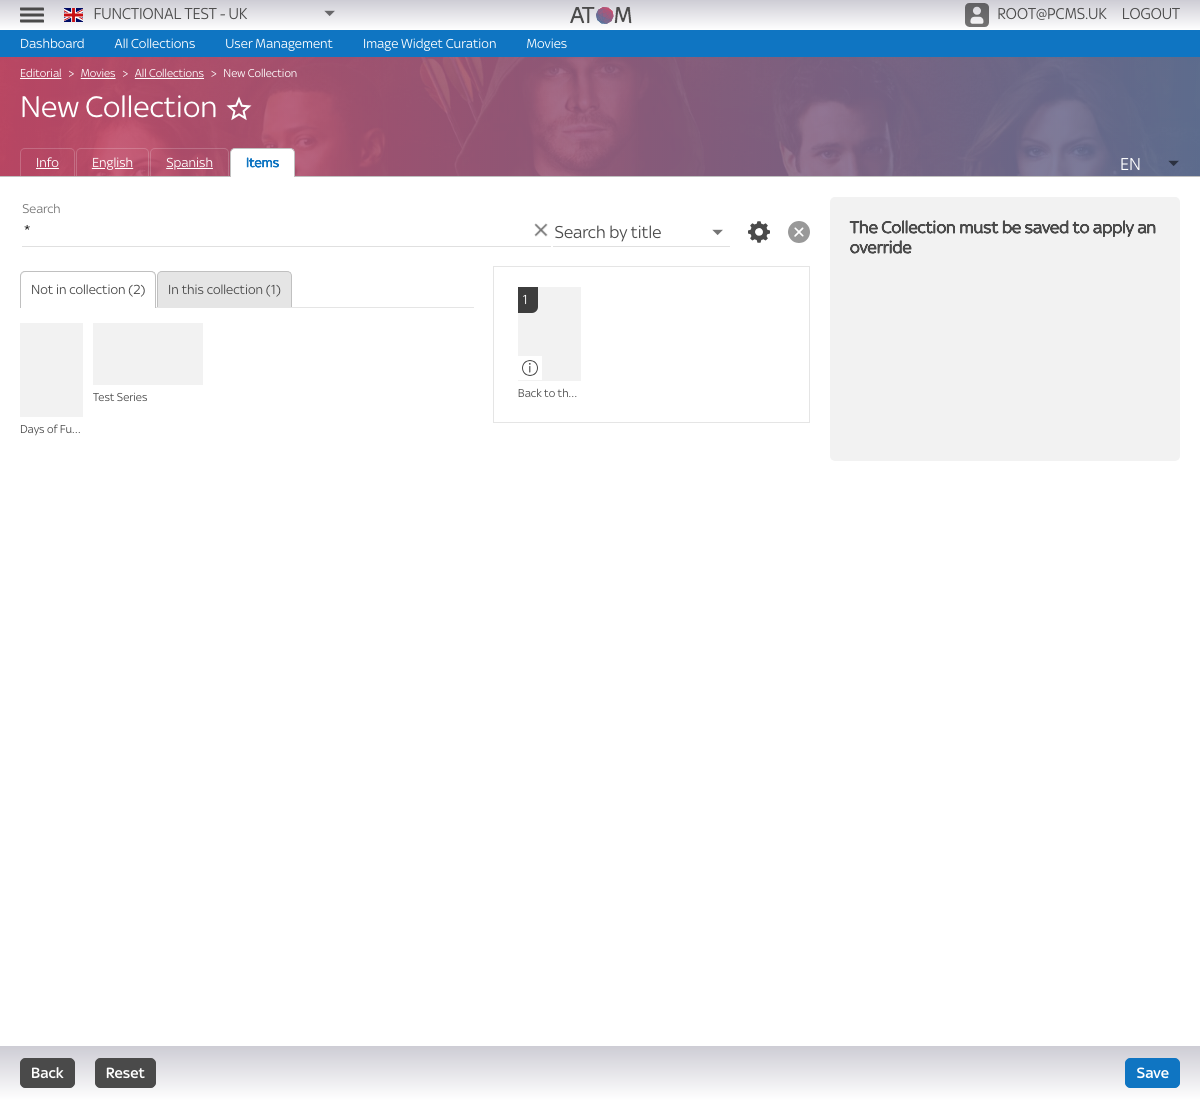 FUNCTIONAL TEST - UK
ATOM
ROOT@PCMS.UK LOGOUT
Dashboard All Collections User Management Image Widget Curation Movies
Editorial > Movies > All Collections > New Collection
New Collection
Info English Spanish Items
EN
Search
*
Search by title
The Collection must be saved to apply an
override
Not in collection (2) In this collection (1)
1
Test Series
Back to th...
Days of Fu...
Back Reset Save